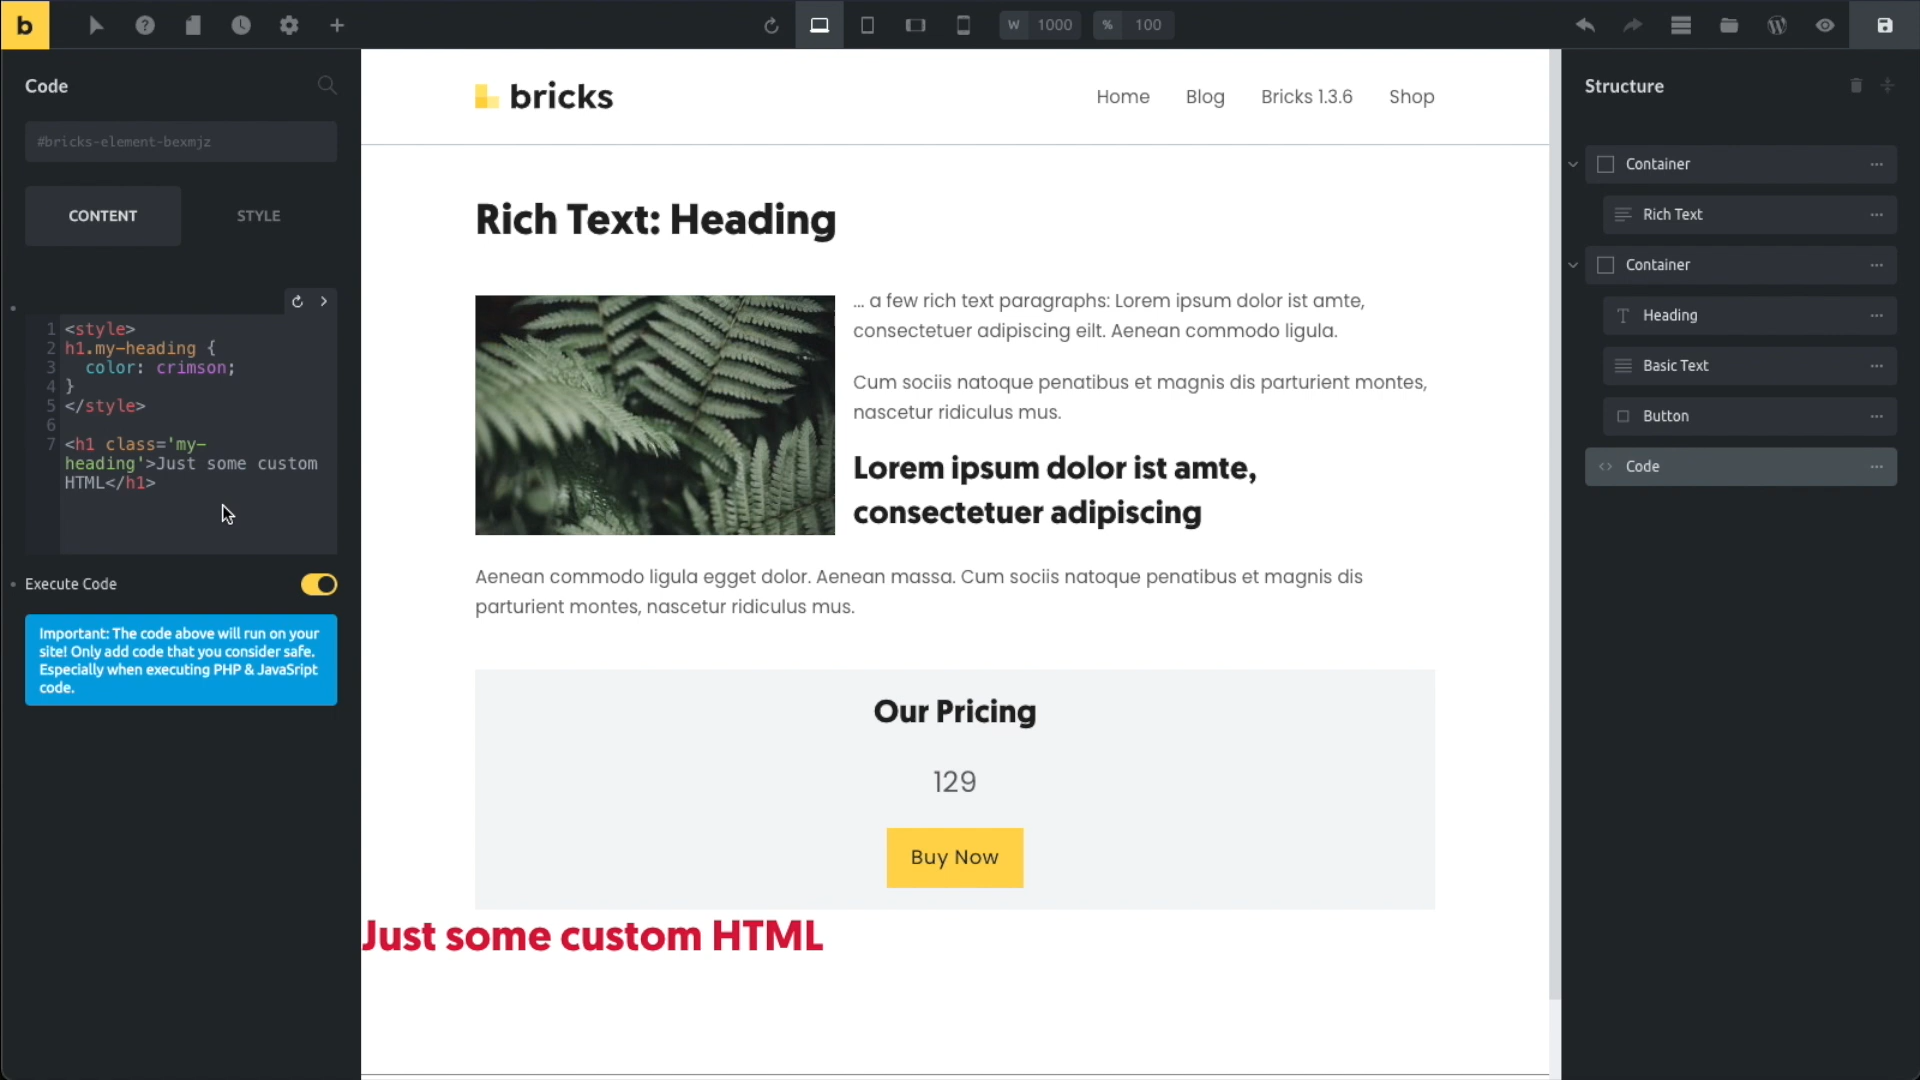 b
W 1000 % 100
Code
#bricks-element-bexmjz
CONTENT STYLE
1 <style>
2 h1.my-heading {
3 color: crimson;
4 }
5 </style>
6
7 <h1 class='my-
heading'>Just some custom
HTML</h1>
Execute Code
Important: The code above will run on your
site! Only add code that you consider safe.
Especially when executing PHP & JavaSript
code.
bricks
Home Blog Bricks 1.3.6 Shop
Rich Text: Heading
... a few rich text paragraphs: Lorem ipsum dolor ist amte,
consectetuer adipiscing eilt. Aenean commodo ligula.
Cum sociis natoque penatibus et magnis dis parturient montes,
nascetur ridiculus mus.
Lorem ipsum dolor ist amte,
consectetuer adipiscing
Aenean commodo ligula egget dolor. Aenean massa. Cum sociis natoque penatibus et magnis dis
parturient montes, nascetur ridiculus mus.
Our Pricing
129
Buy Now
Just some custom HTML
Structure
Container
Rich Text
Container
Heading
Basic Text
Button
Code